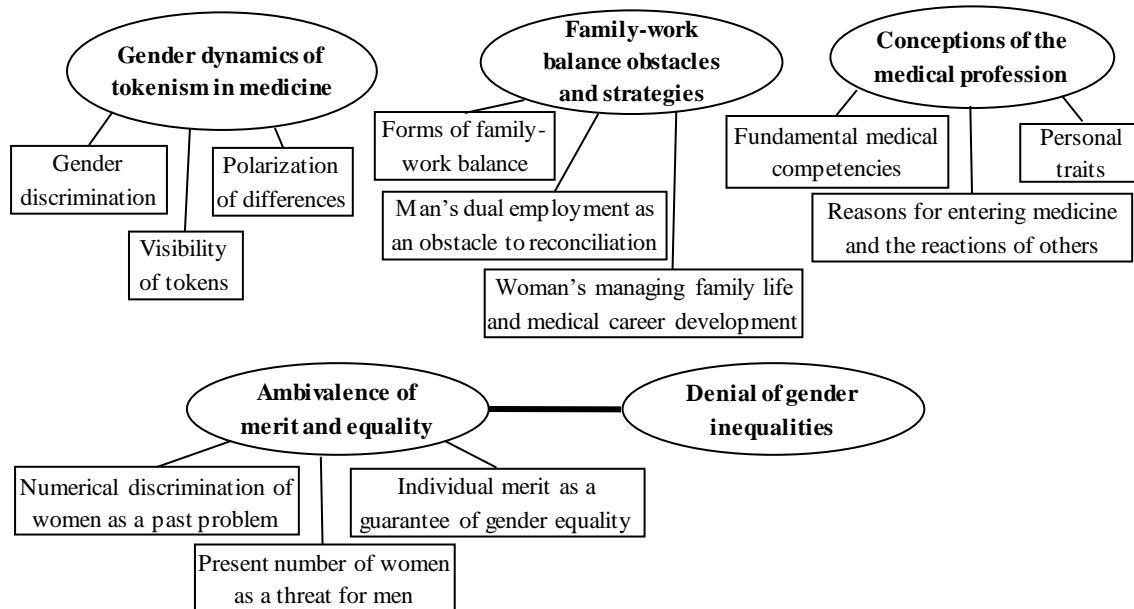 Gender dynamics of
tokenism in medicine
Gender
discrimination
Visibility
of tokens
Polarization
of differences
Family-work
balance obstacles
and strategies
Forms of family-
work balance
Man's dual employment as
an obstacle to reconciliation
Woman's managing family life
and medical career development
Conceptions of the
medical profession
Fundamental medical
competencies
Reasons for entering medicine
and the reactions of others
Personal
traits
Ambivalence of
merit and equality
Numerical discrimination of
women as a past problem
Present number of women
as a threat for men
Individual merit as a
guarantee of gender equality
Denial of gender
inequalities